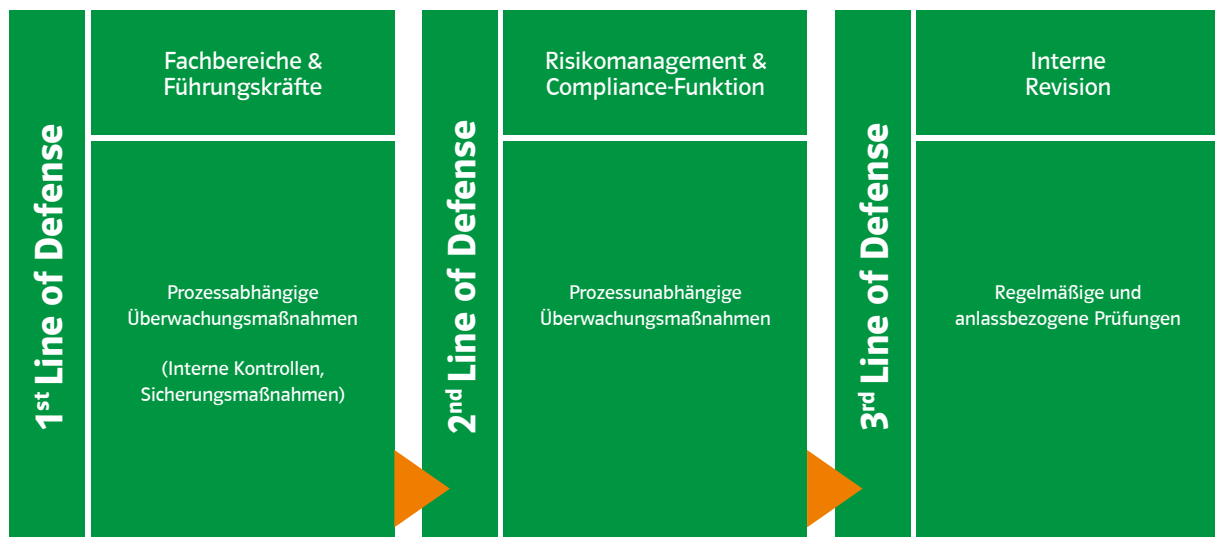 1st Line of Defense
Fachbereiche &
Führungskräfte
Prozessabhängige
Überwachungsmaßnahmen
(Interne Kontrollen,
Sicherungsmaßnahmen)
2nd Line of Defense
Risikomanagement &
Compliance-Funktion
Prozessunabhängige
Überwachungsmaßnahmen
3rd Line of Defense
Interne
Revision
Regelmäßige und
anlassbezogene Prüfungen